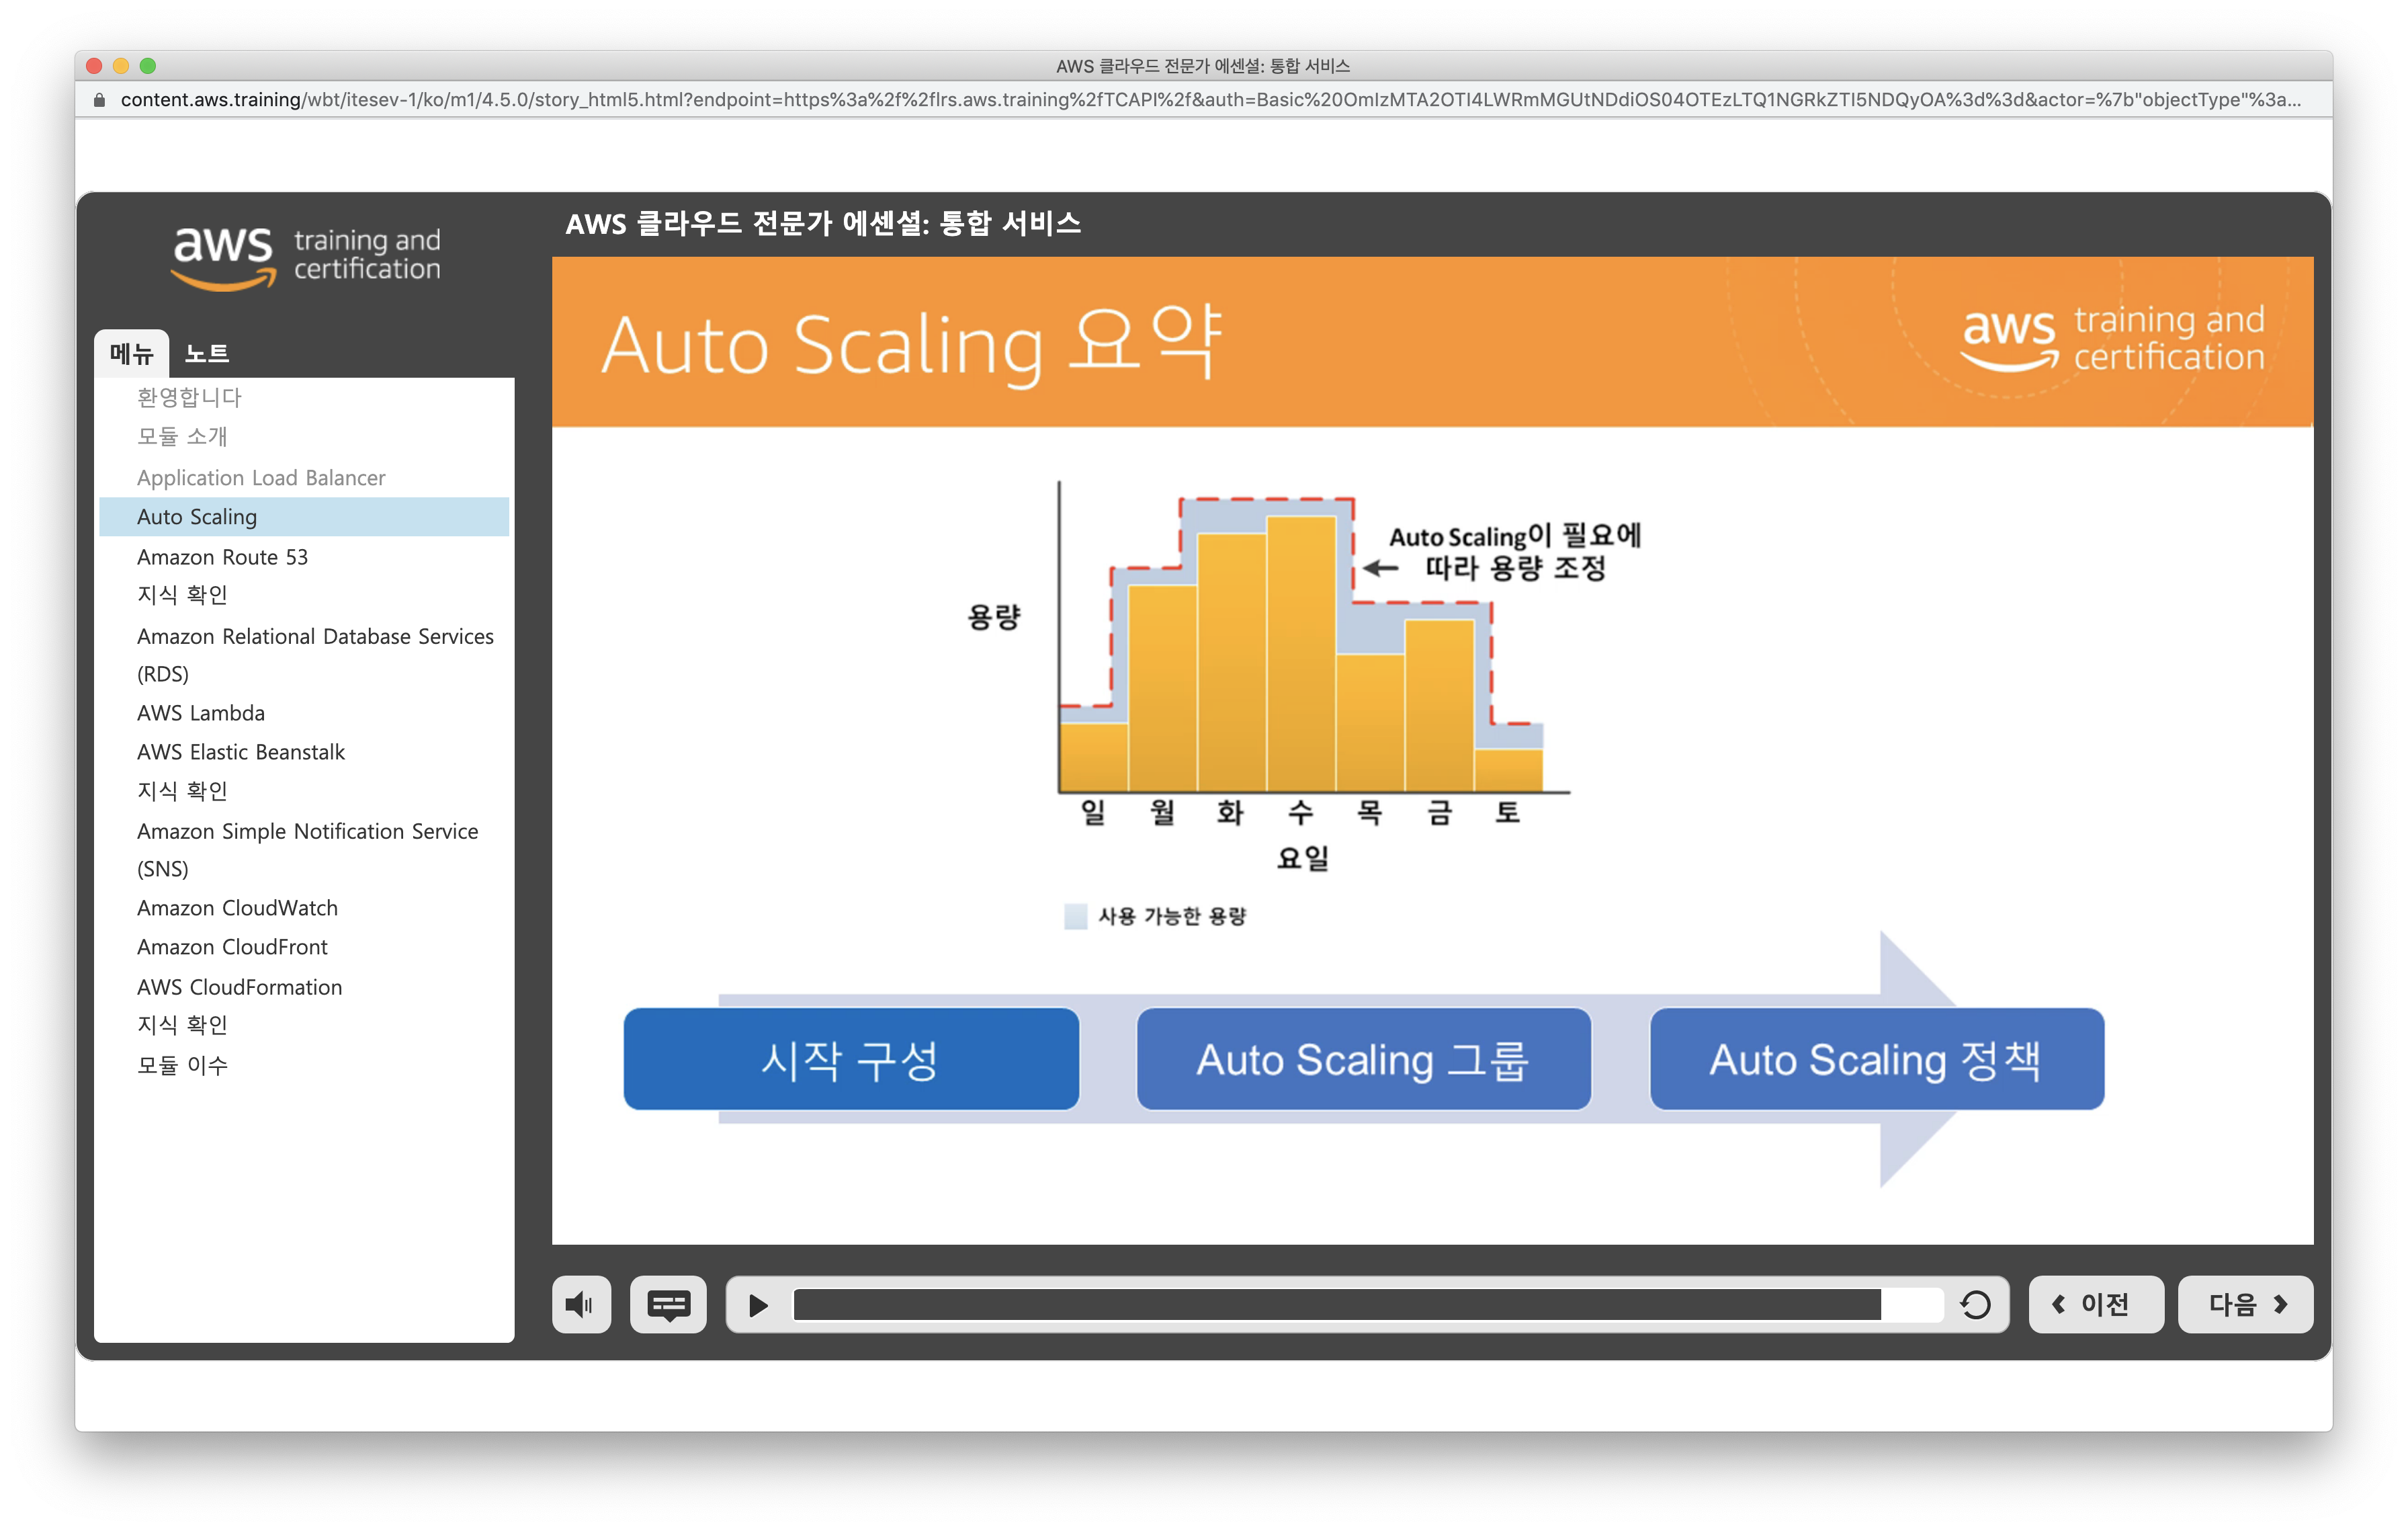 AWS 클라우드 전문가 에센셜: 통합 서비스
content.aws.training/wbt/itesev-1/ko/m1/4.5.0/story_html5.html?endpoint=https%3a%2f%2flrs.aws.training%2fTCAPI%2f&auth=Basic%20OmIzMTA2OTI4LWRmMGUtNDdiOS04OTEzLTQ1NGRkZTI5NDQyOA%3d%3d&actor=%7b"objectType"%3a...
aws training and certification
AWS 클라우드 전문가 에센셜: 통합 서비스
메뉴 노트
환영합니다
모듈 소개
Application Load Balancer
Auto Scaling
Amazon Route 53
지식 확인
Amazon Relational Database Services
(RDS)
AWS Lambda
AWS Elastic Beanstalk
지식 확인
Amazon Simple Notification Service
(SNS)
Amazon CloudWatch
Amazon CloudFront
AWS CloudFormation
지식 확인
모듈 이수
Auto Scaling 요약
aws training and certification
Auto Scaling이 필요에
따라 용량 조정
용량
일 월 화 수 목 금 토
요일
사용 가능한 용량
시작 구성
Auto Scaling 그룹
Auto Scaling 정책
이전
다음